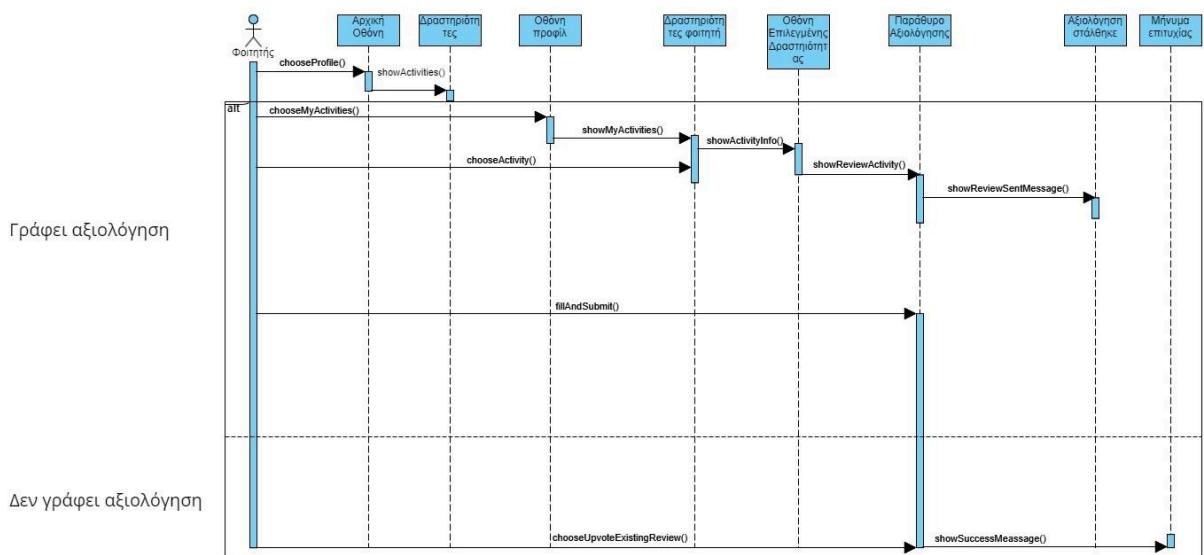 Φοιτητής
Αρχική
Οθόνη
Δραστηριότη
τες
Οθόνη
προφίλ
Δραστηριότη
τες φοιτητή
Οθόνη
Επιλεγμένης
Δραστηιότητ
ας
Παράθυρο
Αξιολόγησης
Αξιολόγηση
στάλθηκε
Μήνυμα
επιτυχίας
chooseProfile()
showActivities()
alt
chooseMyActivities()
showMyActivities()
showActivityInfo()
chooseActivity()
showReviewActivity()
showReviewSentMessage()
Γράφει αξιολόγηση
fillAndSubmit()
Δεν γράφει αξιολόγηση
chooseUpvoteExistingReview()
showSuccessMeassage()